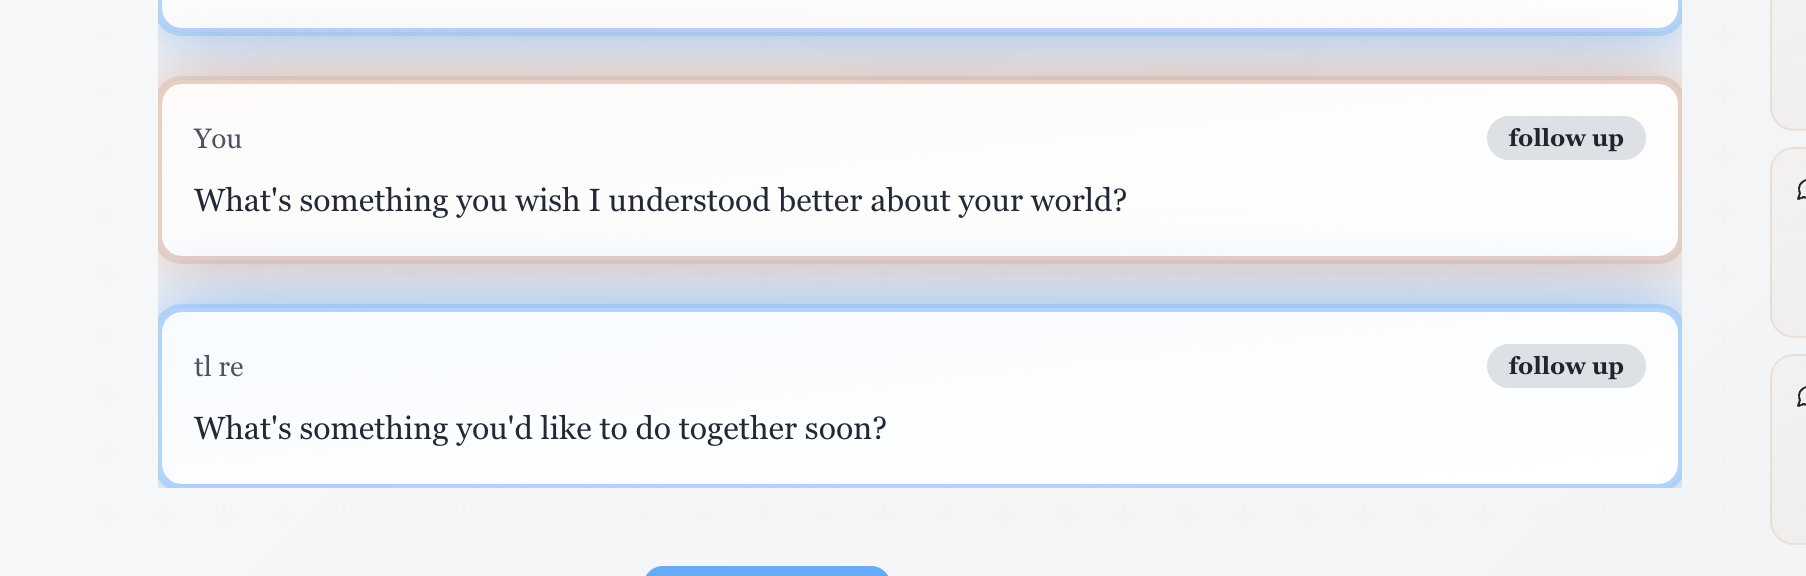 You
follow up
What's something you wish I understood better about your world?
tl re
follow up
What's something you'd like to do together soon?